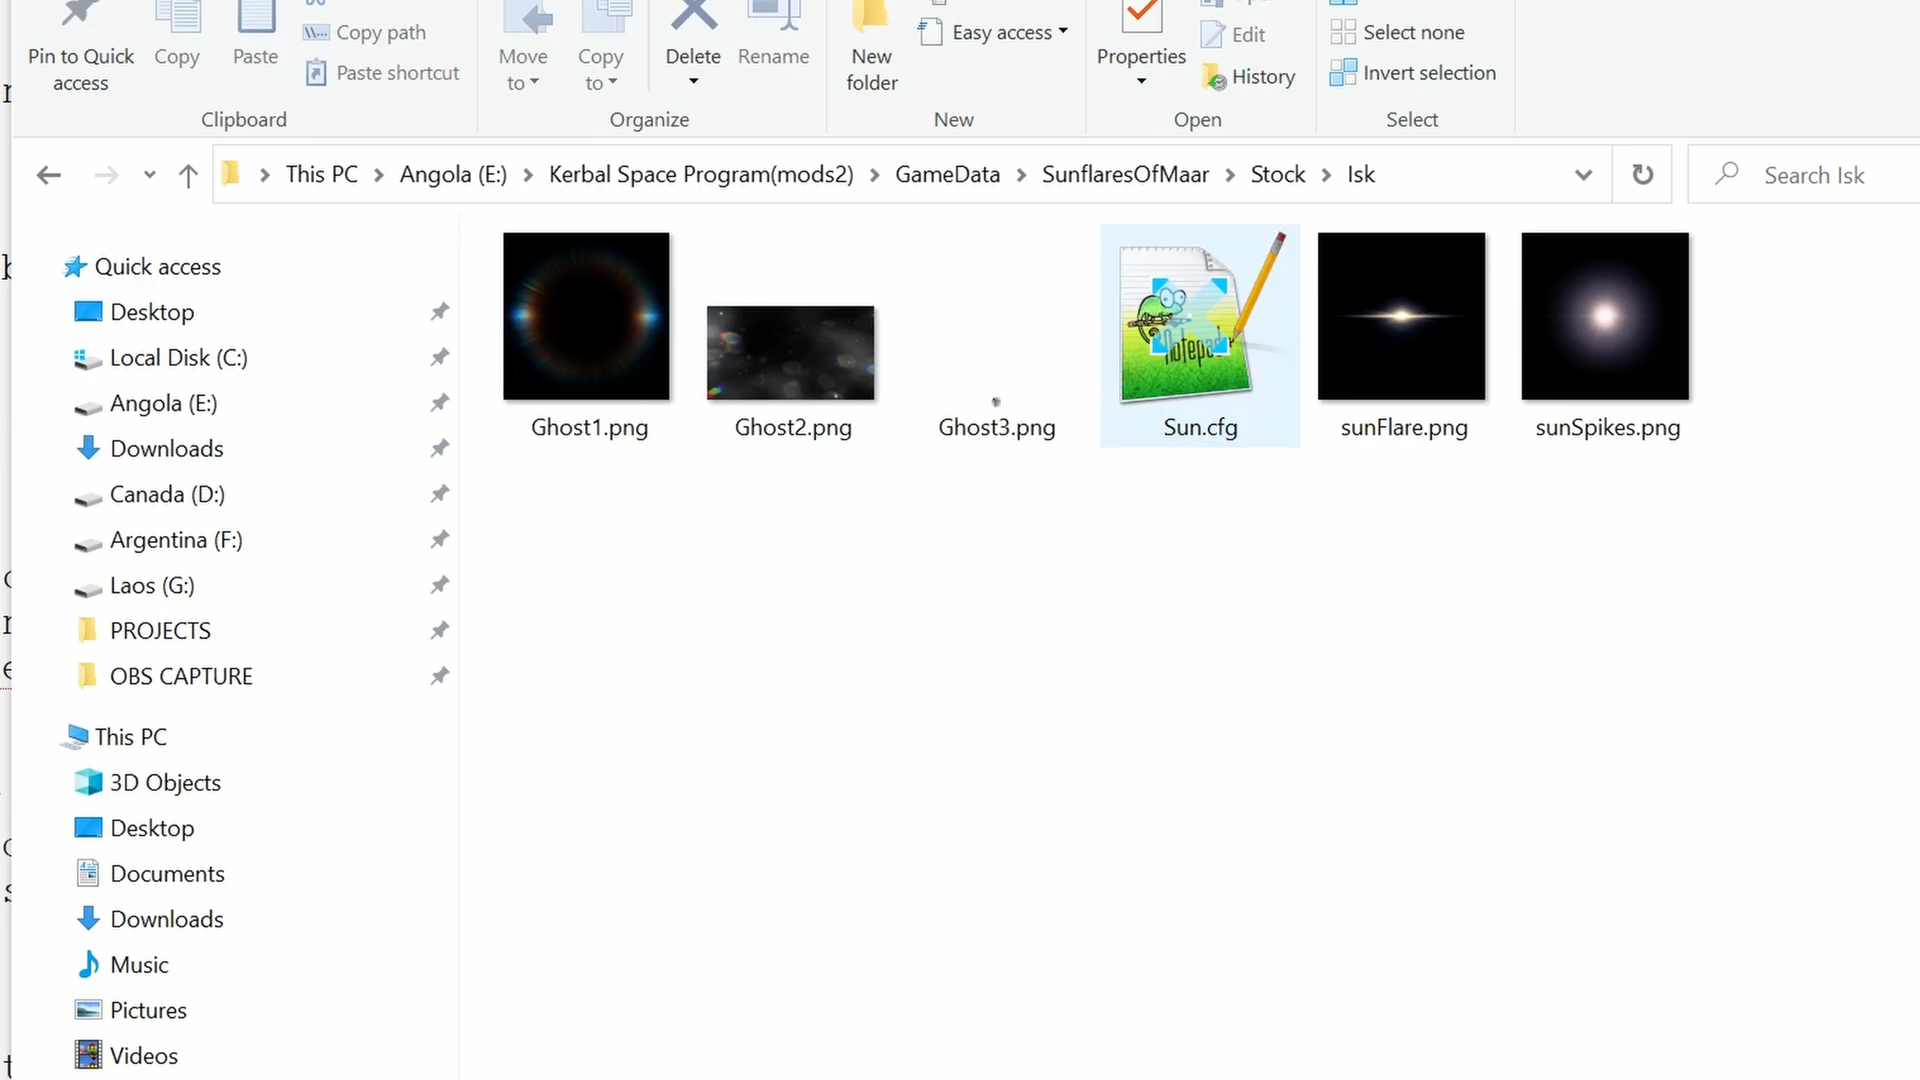 Copy path
Pin to Quick access
Copy
Paste
Paste shortcut
Move to
Copy to
Delete
Rename
New folder
Easy access
Properties
Edit
History
Select none
Invert selection
Clipboard
Organize
New
Open
Select
This PC
Angola (E:)
Kerbal Space Program(mods2)
GameData
SunflaresOfMaar
Stock
Isk
Search Isk
Quick access
Desktop
Local Disk (C:)
Angola (E:)
Downloads
Canada (D:)
Argentina (F:)
Laos (G:)
PROJECTS
OBS CAPTURE
This PC
3D Objects
Desktop
Documents
Downloads
Music
Pictures
Videos
Ghost1.png
Ghost2.png
Ghost3.png
Sun.cfg
sunFlare.png
sunSpikes.png